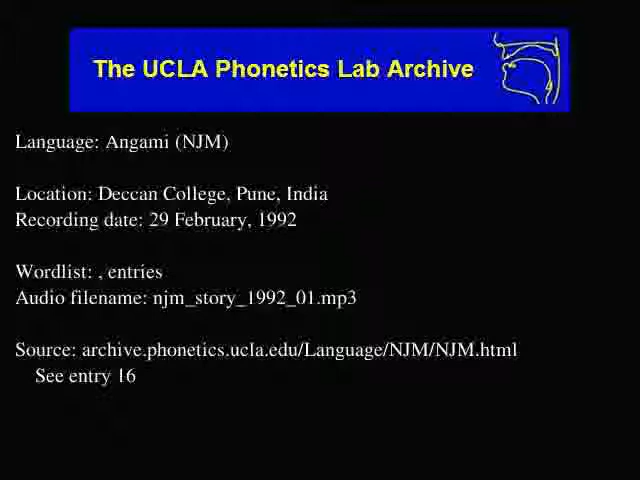 The UCLA Phonetics Lab Archive
Language: Angami (NJM)
Location: Deccan College, Pune, India
Recording date: 29 February, 1992
Wordlist: , entries
Audio filename: njm_story_1992_01.mp3
Source: archive.phonetics.ucla.edu/Language/NJM/NJM.html
See entry 16